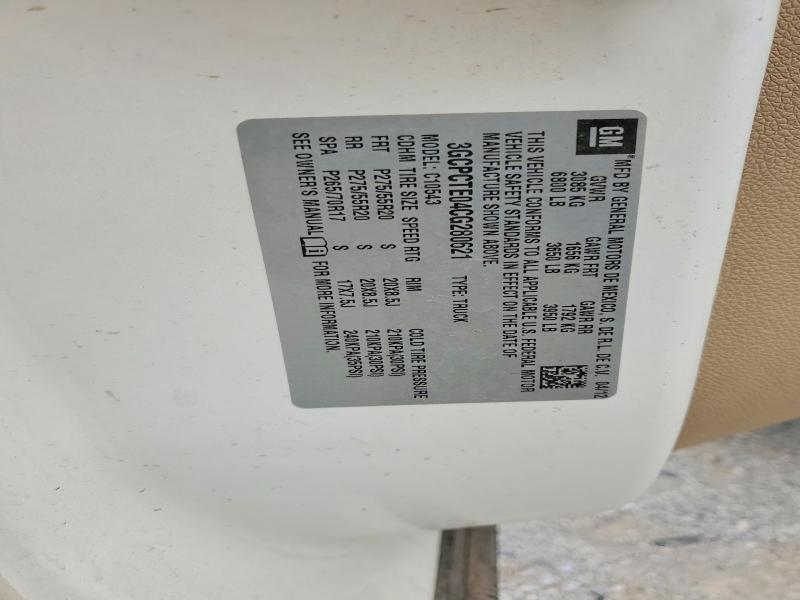 GM MFD BY GENERAL MOTORS DE MEXICO, S. DE R.L. DE C.V. 04/12
GVWR GAWR FRT GAWR RR
3085 KG 1656 KG 1792 KG
6800 LB 3650 LB 3950 LB
THIS VEHICLE CONFORMS TO ALL APPLICABLE U.S. FEDERAL MOTOR
VEHICLE SAFETY STANDARDS IN EFFECT ON THE DATE OF
MANUFACTURE SHOWN ABOVE.
3GCPCTE04CG280621 TYPE: TRUCK
MODEL: C10543
CDHM TIRE SIZE SPEED RTG RIM COLD TIRE PRESSURE
FRT P275/55R20 S 20X8.5J 210KPA(30PSI)
RR P275/55R20 S 20X8.5J 210KPA(30PSI)
SPA P265/70R17 S 17X7.5J 240KPA(35PSI)
SEE OWNER'S MANUAL FOR MORE INFORMATION.